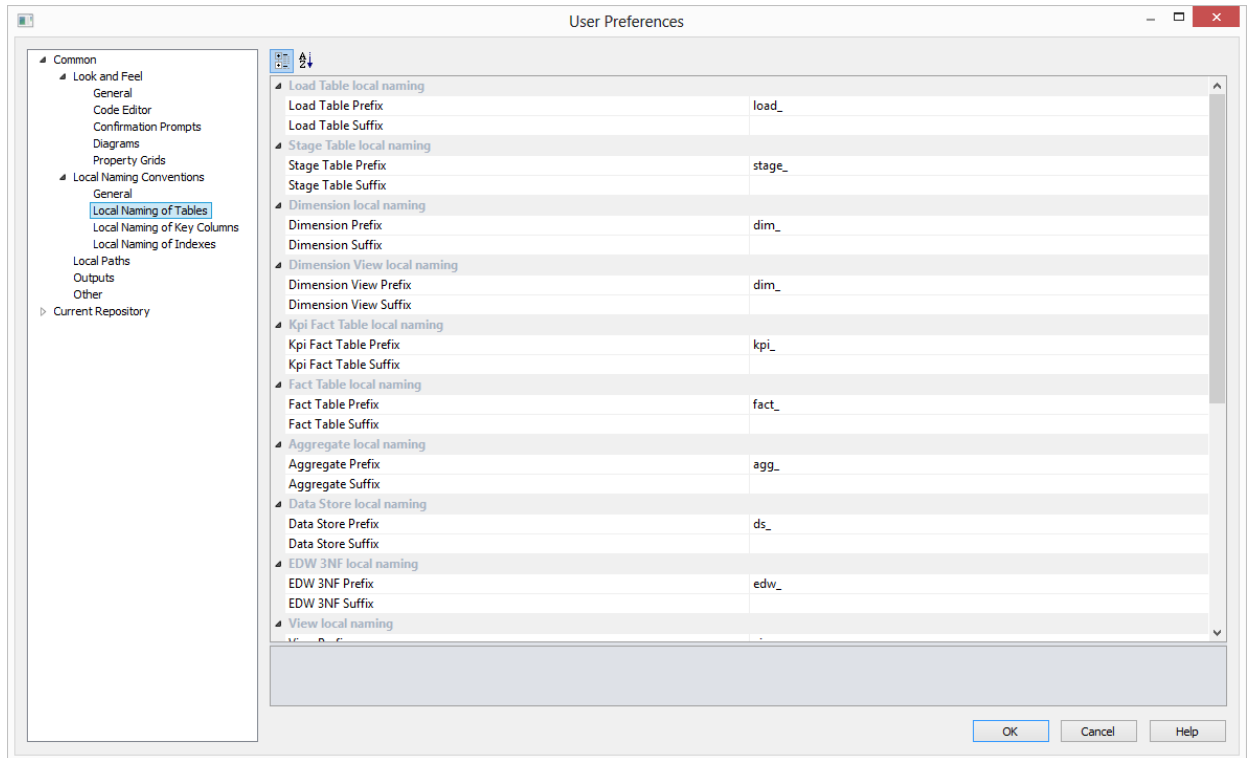 User Preferences
Common
Look and Feel
General
Code Editor
Confirmation Prompts
Diagrams
Property Grids
Local Naming Conventions
General
Local Naming of Tables
Local Naming of Key Columns
Local Naming of Indexes
Local Paths
Outputs
Other
Current Repository
Load Table local naming
Load Table Prefix load_
Load Table Suffix
Stage Table local naming
Stage Table Prefix stage_
Stage Table Suffix
Dimension local naming
Dimension Prefix dim_
Dimension Suffix
Dimension View local naming
Dimension View Prefix dim_
Dimension View Suffix
Kpi Fact Table local naming
Kpi Fact Table Prefix kpi_
Kpi Fact Table Suffix
Fact Table local naming
Fact Table Prefix fact_
Fact Table Suffix
Aggregate local naming
Aggregate Prefix agg_
Aggregate Suffix
Data Store local naming
Data Store Prefix ds_
Data Store Suffix
EDW 3NF local naming
EDW 3NF Prefix edw_
EDW 3NF Suffix
View local naming
OK Cancel Help